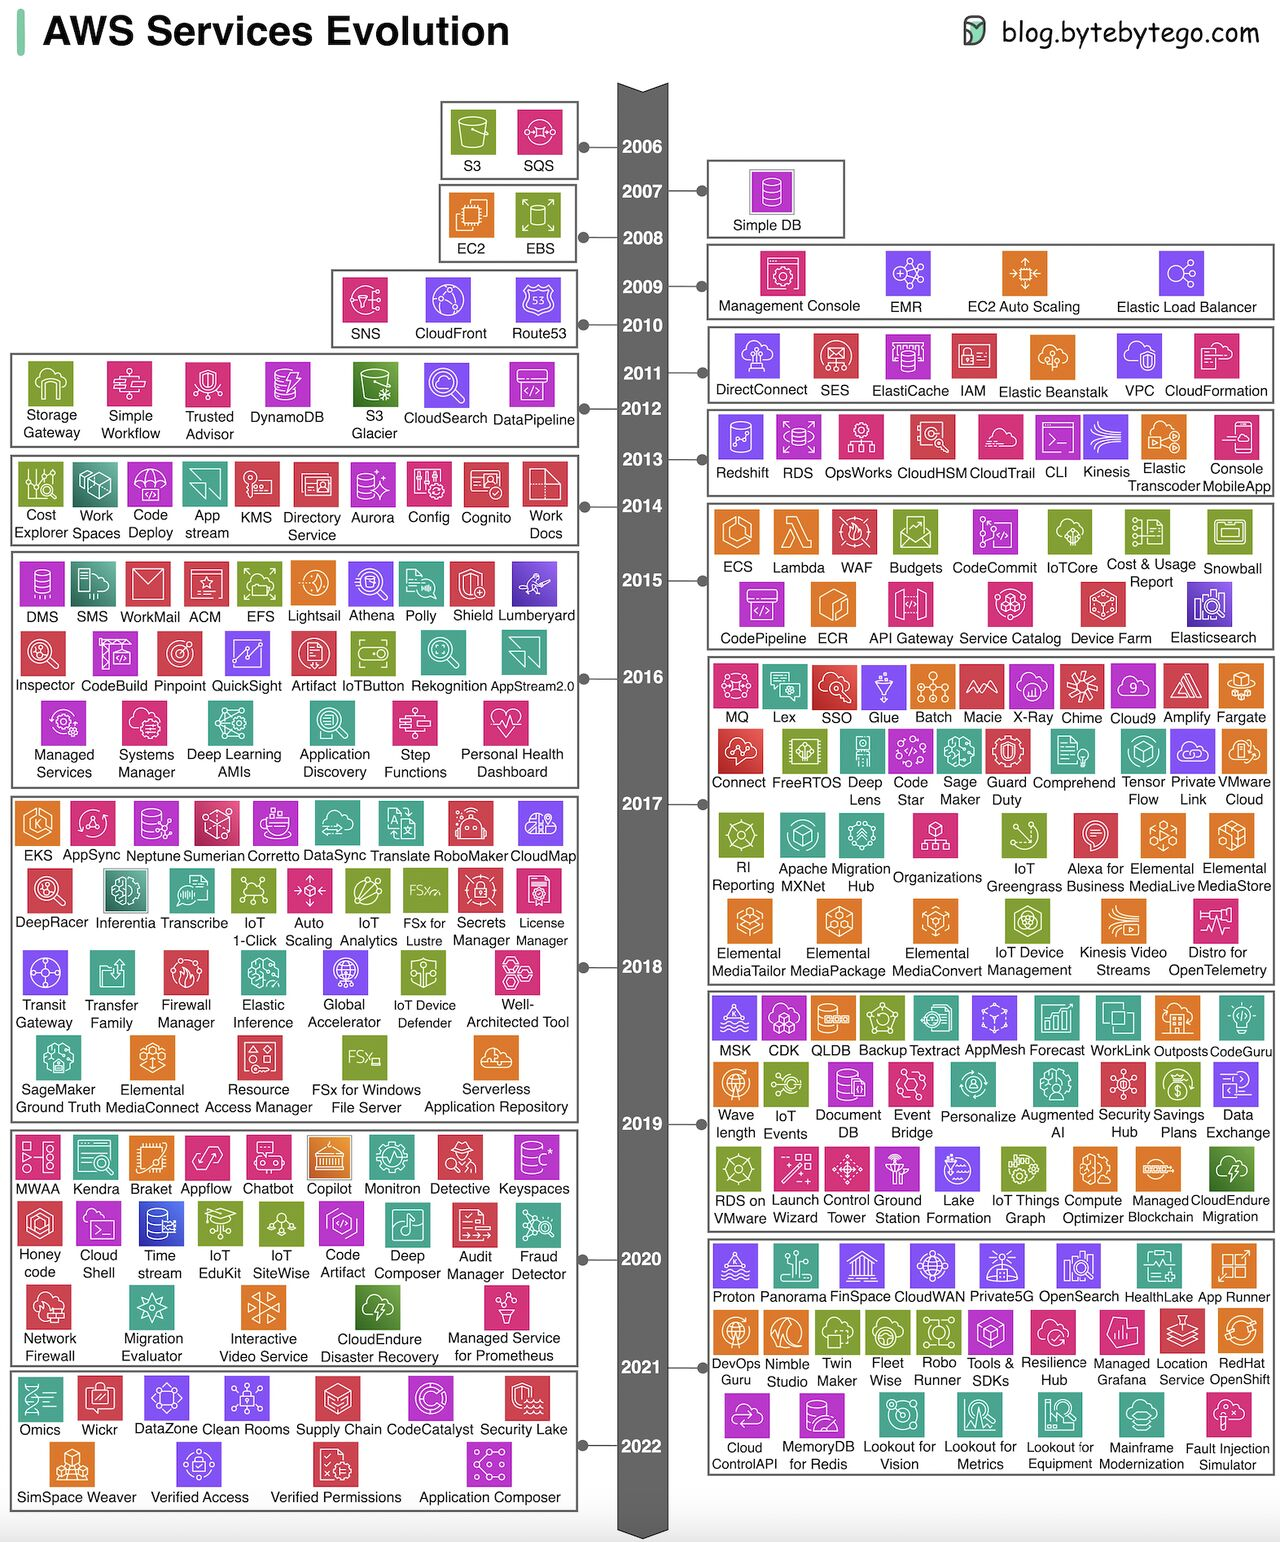 AWS Services Evolution
blog.bytebytego.com
2006
S3 SQS
2007
Simple DB
2008
EC2 EBS
2009
Management Console EMR EC2 Auto Scaling Elastic Load Balancer
2010
SNS CloudFront Route53
53
2011
DirectConnect SES ElastiCache IAM Elastic Beanstalk VPC CloudFormation
2012
Storage Gateway
Simple Workflow
Trusted Advisor
DynamoDB
S3 Glacier
CloudSearch
DataPipeline
2013
Redshift RDS OpsWorks CloudHSM CloudTrail CLI Kinesis
Elastic Transcoder
Console MobileApp
2014
Cost Explorer
Work Spaces
Code Deploy
App stream
KMS
Directory Service
Aurora Config Cognito
Work Docs
2015
ECS Lambda WAF Budgets CodeCommit IoTCore
Cost & Usage Report
Snowball
CodePipeline ECR API Gateway Service Catalog Device Farm Elasticsearch
2016
DMS SMS WorkMail ACM EFS Lightsail Athena Polly Shield Lumberyard
Inspector CodeBuild Pinpoint QuickSight Artifact IoTButton Rekognition AppStream2.0
Managed Services
Systems Manager
Deep Learning AMIs
Application Discovery
Step Functions
Personal Health Dashboard
2017
MQ Lex SSO Glue Batch Macie X-Ray Chime Cloud9 Amplify Fargate
9
Connect FreeRTOS
Deep Lens
Code Star
Sage Maker
Guard Duty
Comprehend
Tensor Flow
Private Link
VMware Cloud
RI Reporting
Apache MXNet
Migration Hub
Organizations
IoT Greengrass
Alexa for Business
Elemental MediaLive
Elemental MediaStore
Elemental MediaTailor
Elemental MediaPackage
Elemental MediaConvert
IoT Device Management
Kinesis Video Streams
Distro for OpenTelemetry
2018
EKS AppSync Neptune Sumerian Corretto DataSync Translate RoboMaker CloudMap
K
DeepRacer Inferentia Transcribe
IoT 1-Click
Auto Scaling
IoT Analytics
FSx
FSx for Lustre
Secrets Manager
License Manager
Transit Gateway
Transfer Family
Firewall Manager
Elastic Inference
Global Accelerator
IoT Device Defender
Well-Architected Tool
SageMaker Ground Truth
Elemental MediaConnect
Resource Access Manager
FSx
FSx for Windows File Server
Serverless Application Repository
2019
MSK CDK QLDB Backup Textract AppMesh Forecast WorkLink Outposts CodeGuru
Wave length
IoT Events
Document DB
Event Bridge
Personalize
Augmented AI
Security Hub
Savings Plans
Data Exchange
RDS on VMware
Launch Wizard
Control Tower
Ground Station
Lake Formation
IoT Things Graph
Compute Optimizer
Managed Blockchain
CloudEndure Migration
2020
MWAA Kendra Braket Appflow Chatbot Copilot Monitron Detective Keyspaces
Honey code
Cloud Shell
Time stream
IoT EduKit
IoT SiteWise
Code Artifact
Deep Composer
Audit Manager
Fraud Detector
Network Firewall
Migration Evaluator
Interactive Video Service
CloudEndure Disaster Recovery
Managed Service for Prometheus
2021
Proton Panorama FinSpace CloudWAN Private5G OpenSearch HealthLake App Runner
DevOps Guru
Nimble Studio
Twin Maker
Fleet Wise
Robo Runner
Tools & SDKs
Resilience Hub
Managed Grafana
Location Service
RedHat OpenShift
Cloud ControlAPI
MemoryDB for Redis
Lookout for Vision
Lookout for Metrics
Lookout for Equipment
Mainframe Modernization
Fault Injection Simulator
2022
Omics Wickr DataZone Clean Rooms Supply Chain CodeCatalyst Security Lake
SimSpace Weaver Verified Access Verified Permissions Application Composer